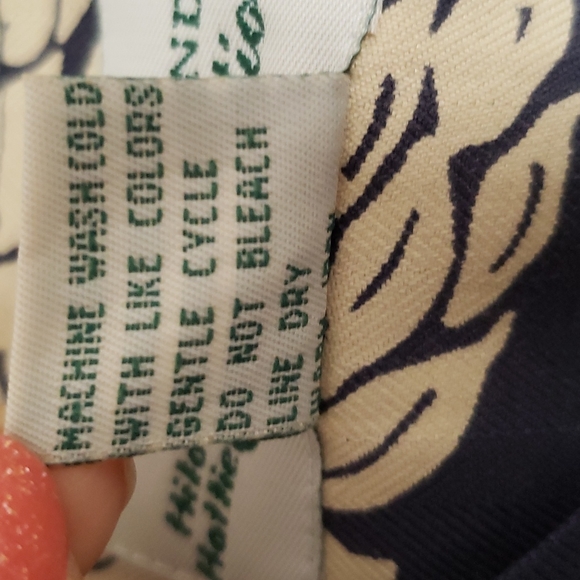 MACHINE WASH COLD
WITH LIKE COLORS
GENTLE CYCLE
DO NOT BLEACH
LINE DRY